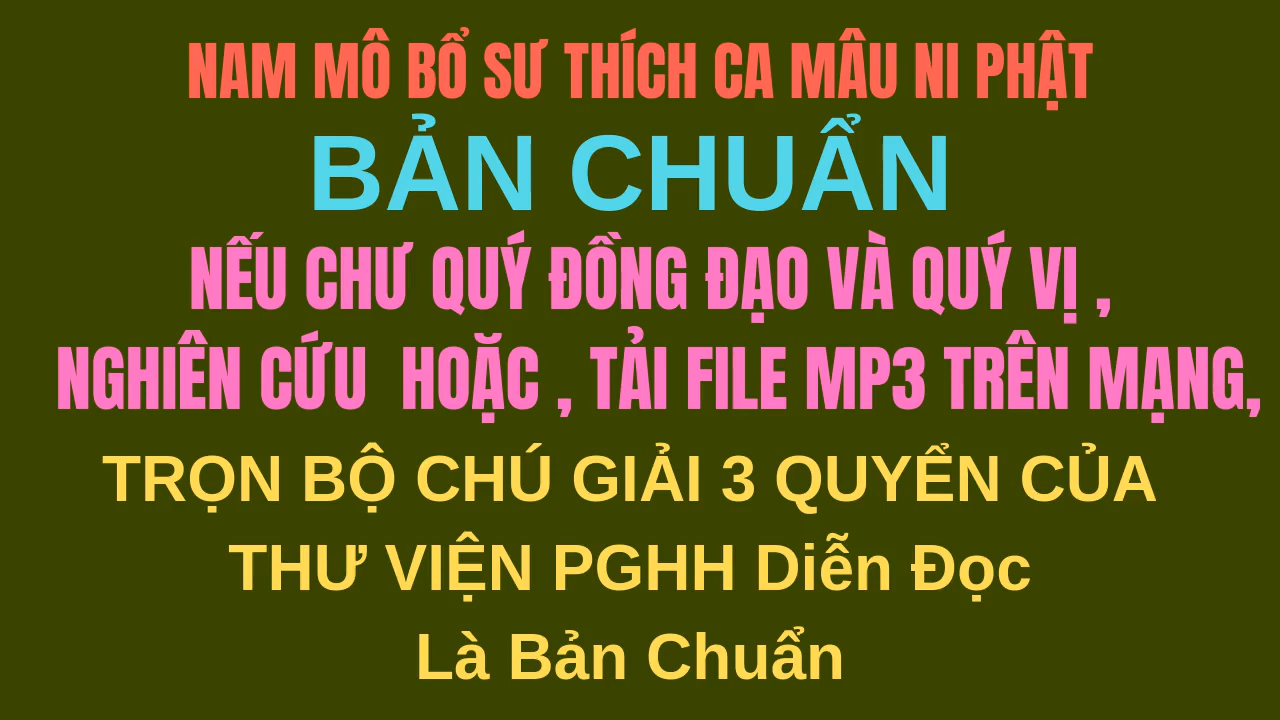 NAM MÔ BỔ SƯ THÍCH CA MÂU NI PHẬT
BẢN CHUẨN
NẾU CHƯ QUÝ ĐỒNG ĐẠO VÀ QUÝ VỊ ,
NGHIÊN CỨU HOẶC , TẢI FILE MP3 TRÊN MẠNG,
TRỌN BỘ CHÚ GIẢI 3 QUYỂN CỦA
THƯ VIỆN PGHH Diễn Đọc
Là Bản Chuẩn